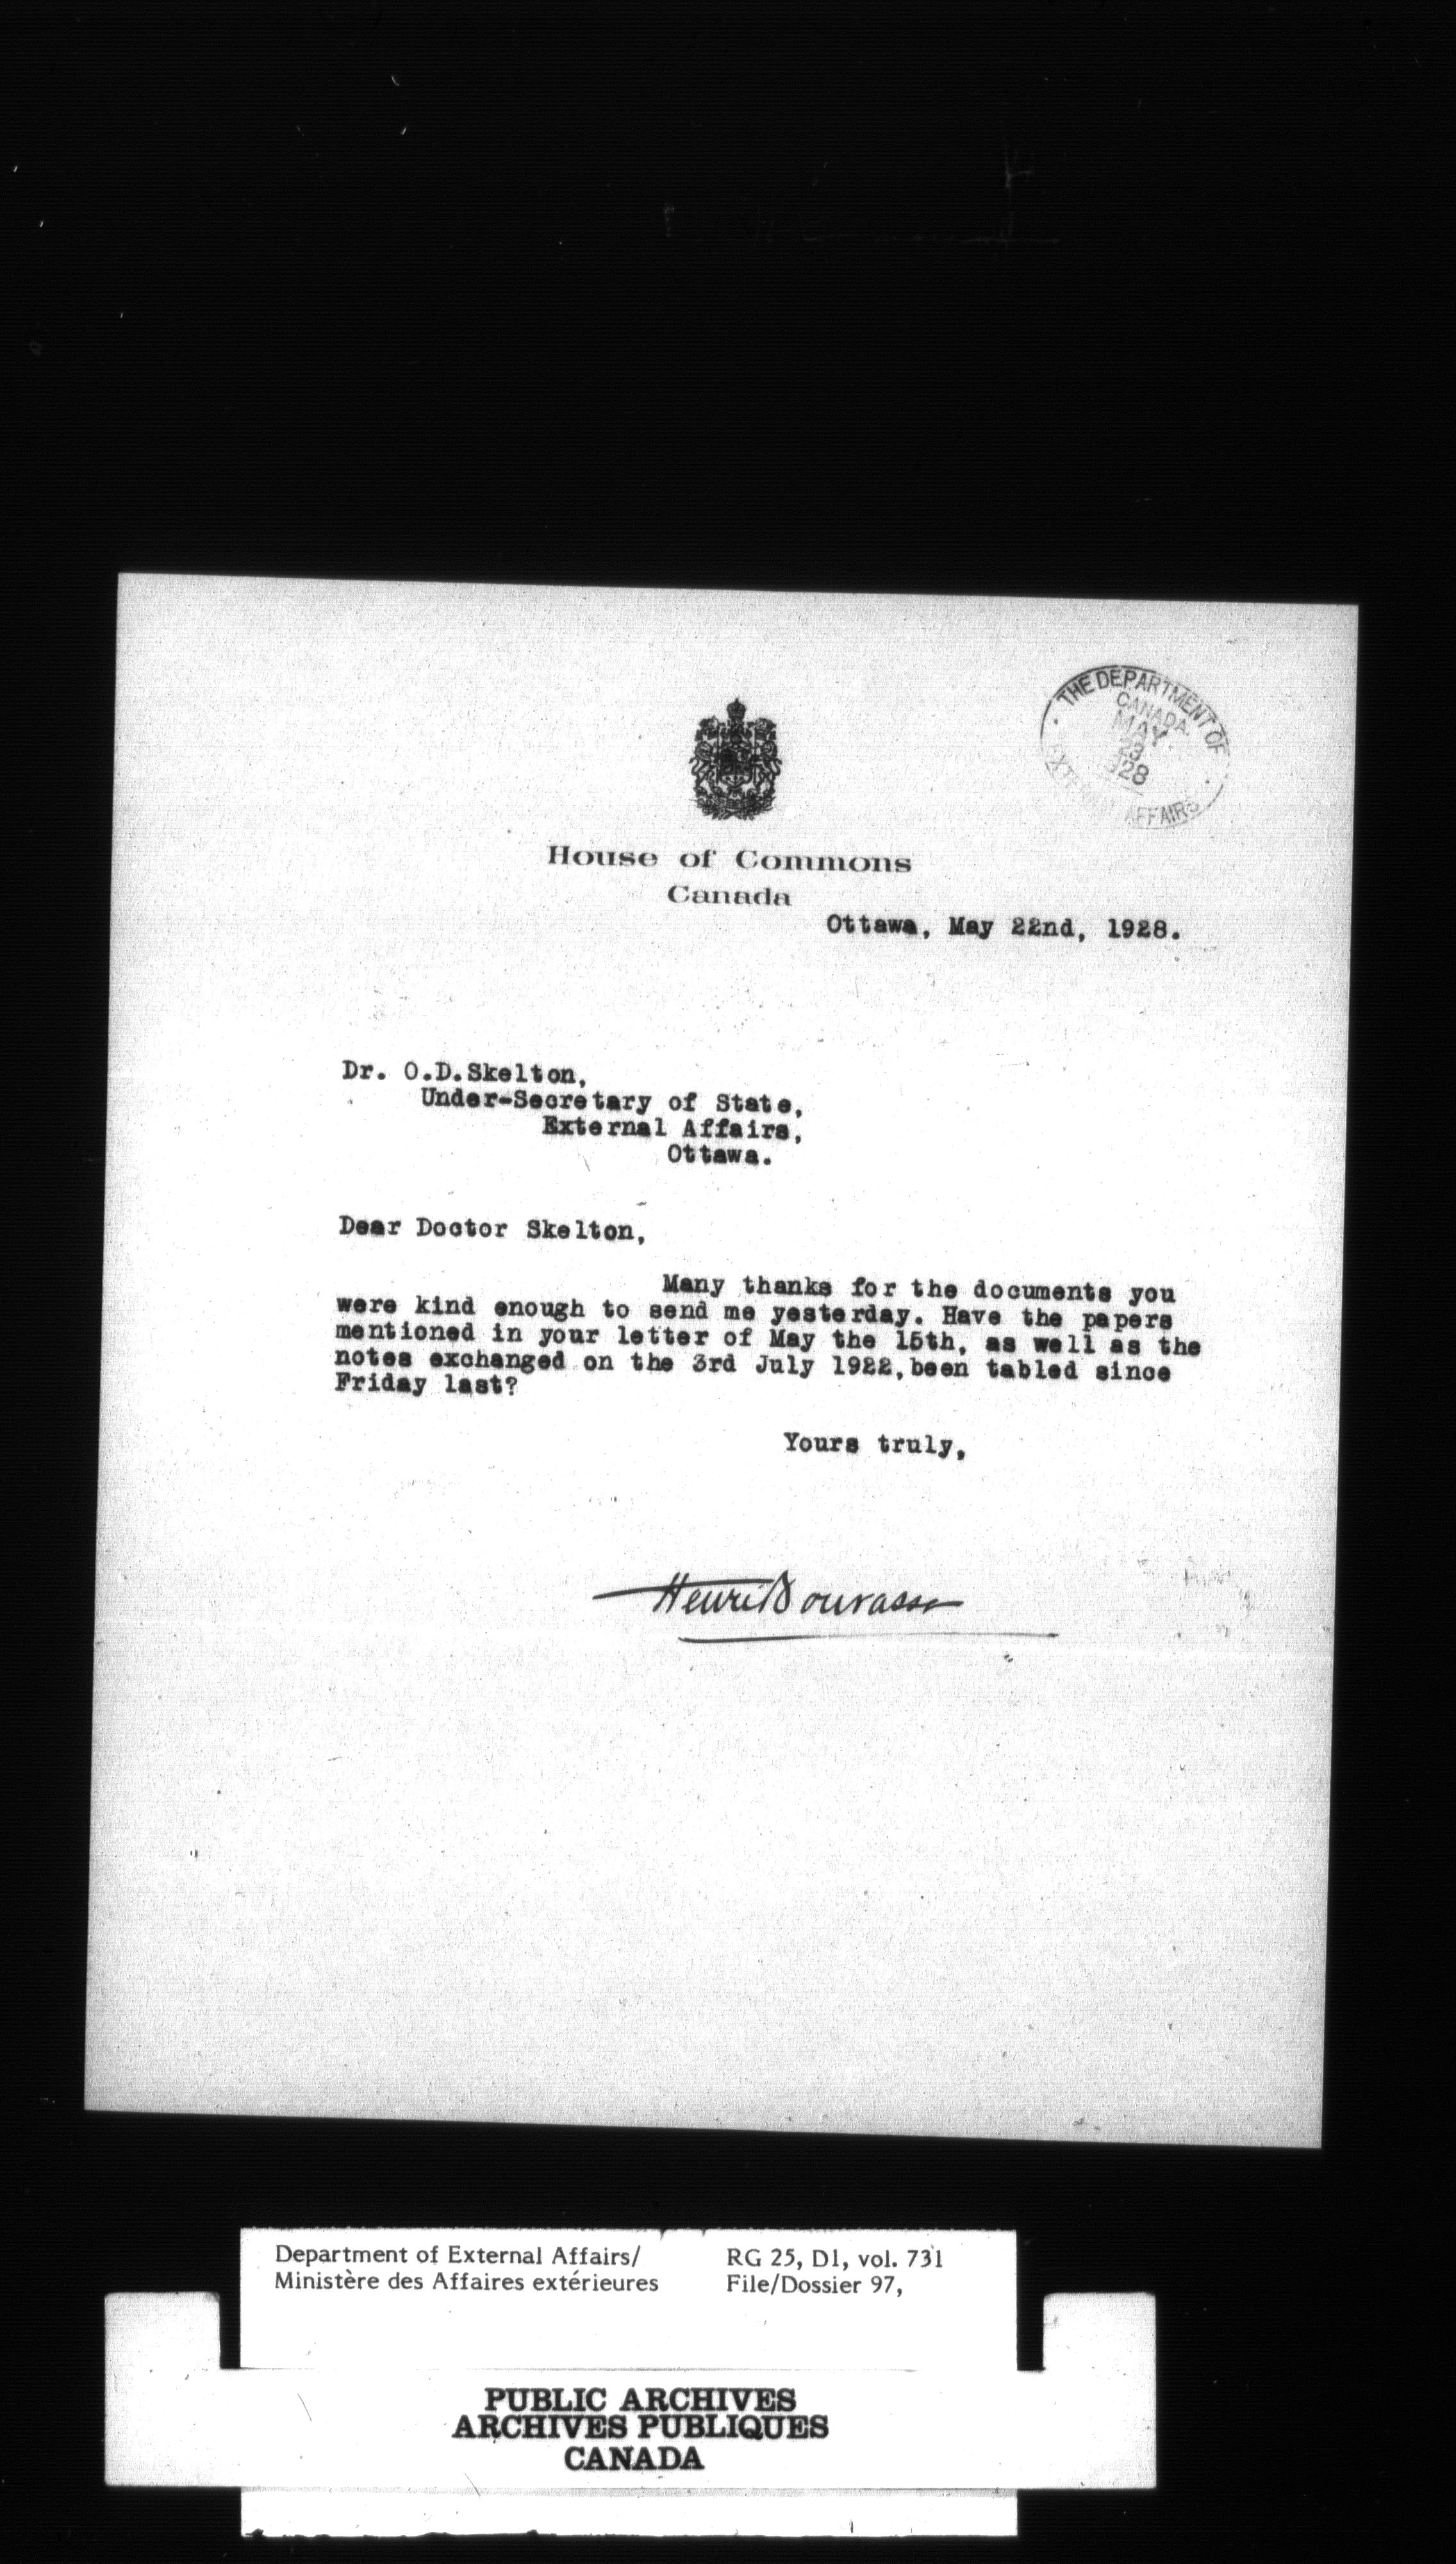 THE DEPARTMENT OF
CANADA.
MAY
23
1928
EXTERNAL AFFAIRS
House of Commons
Canada
Ottawa, May 22nd, 1928.
Dr. O.D.Skelton,
Under-Secretary of State,
External Affairs,
Ottawa.
Dear Doctor Skelton,
Many thanks for the documents you
were kind enough to send me yesterday. Have the papers
mentioned in your letter of May the 15th, as well as the
notes exchanged on the 3rd July 1922,been tabled since
Friday last?
Yours truly,
Henri Bourassa
Department of External Affairs/ RG 25, D1, vol. 731
Ministère des Affaires extérieures File/Dossier 97,
PUBLIC ARCHIVES
ARCHIVES PUBLIQUES
CANADA